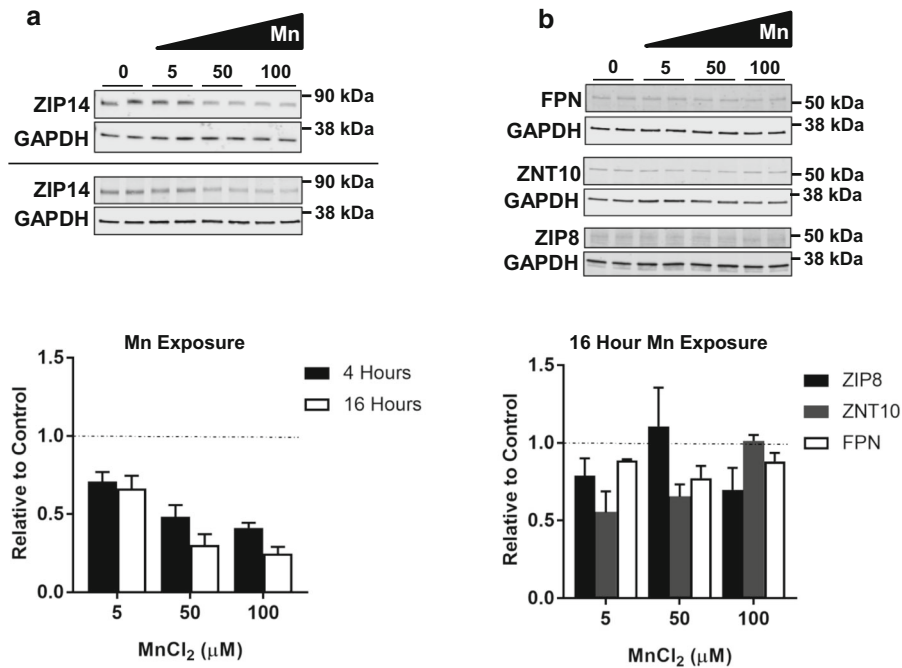 a
Mn
0 5 50 100
ZIP14
90 kDa
GAPDH
38 kDa
ZIP14
90 kDa
GAPDH
38 kDa
Mn Exposure
1.5
1.0
0.5
0.0
Relative to Control
4 Hours
16 Hours
5 50 100
MnCl₂ (μM)
b
Mn
0 5 50 100
FPN
50 kDa
GAPDH
38 kDa
ZNT10
50 kDa
GAPDH
38 kDa
ZIP8
50 kDa
GAPDH
38 kDa
16 Hour Mn Exposure
1.5
1.0
0.5
0.0
Relative to Control
ZIP8
ZNT10
FPN
5 50 100
MnCl₂ (μM)